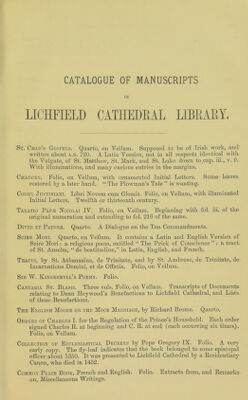 CATALOGUE OF MANUSCRIPTS
IN
LICHFIELD CATHEDRAL LIBRARY.
St. Chad's Gospels. Quarto, on Vellum. Supposed to be of Irish work, and
written about A.D. 720. A Latin Version, not in all respects identical with
the Vulgate, of St. Matthew, St. Mark, and St. Luke down to cap. iii., v. 9.
With illuminations, and many curious entries in the margins.
Chaucer. Folio, on Vellum, with ornamented Initial Letters. Some leaves
restored by a later hand. "The Plowman's Tale" is wanting.
Codex Justiniani. Libri Novem cum Glossis. Folio, on Vellum, with illuminated
Initial Letters. Twelfth or thirteenth century.
Taxatio Papæ Nicolai IV. Folio, on Vellum. Beginning with fol. iii. of the
original numeration and extending to fol. 216 of the same.
Dives et Pauper. Quarto. A Dialogue on the Ten Commandments.
Scire Mori. Quarto, on Vellum. It contains a Latin and English Version of
Scire Mori: a religious poem, entitled "The Prick of Conscience": a tract
of St. Anselm, "de beatitudine," in Latin, English, and French.
Tracts, by St. Athanasius, de Trinitate, and by St. Ambrose, de Trinitate, de
Incarnatione Domini, et de Officiis. Folio, on Vellum.
Sir W. Kingsmill's Poems. Folio.
Cantaria St. Blasii. Three vols. Folio, on Vellum. Transcripts of Documents
relating to Dean Heywood's Benefactions to Lichfield Cathedral, and Lists
of these Benefactions.
The English Moore or the Mock Marriage, by Richard Brome. Quarto.
Orders of Charles I. for the Regulation of the Prince's Household. Each order
signed Charles R. at beginning and C. R. at end (each occurring six times).
Folio, on Vellum.
Collection of Ecclesiastical Decrees by Pope Gregory IX. Folio. A very
early copy. The fly-leaf indicates that the book belonged to some episcopal
officer about 1350. It was presented to Lichfield Cathedral by a Residentiary
Canon, who died in 1452.
Common Place Book, French and English. Folio. Extracts from, and Remarks
on, Miscellaneous Writings.